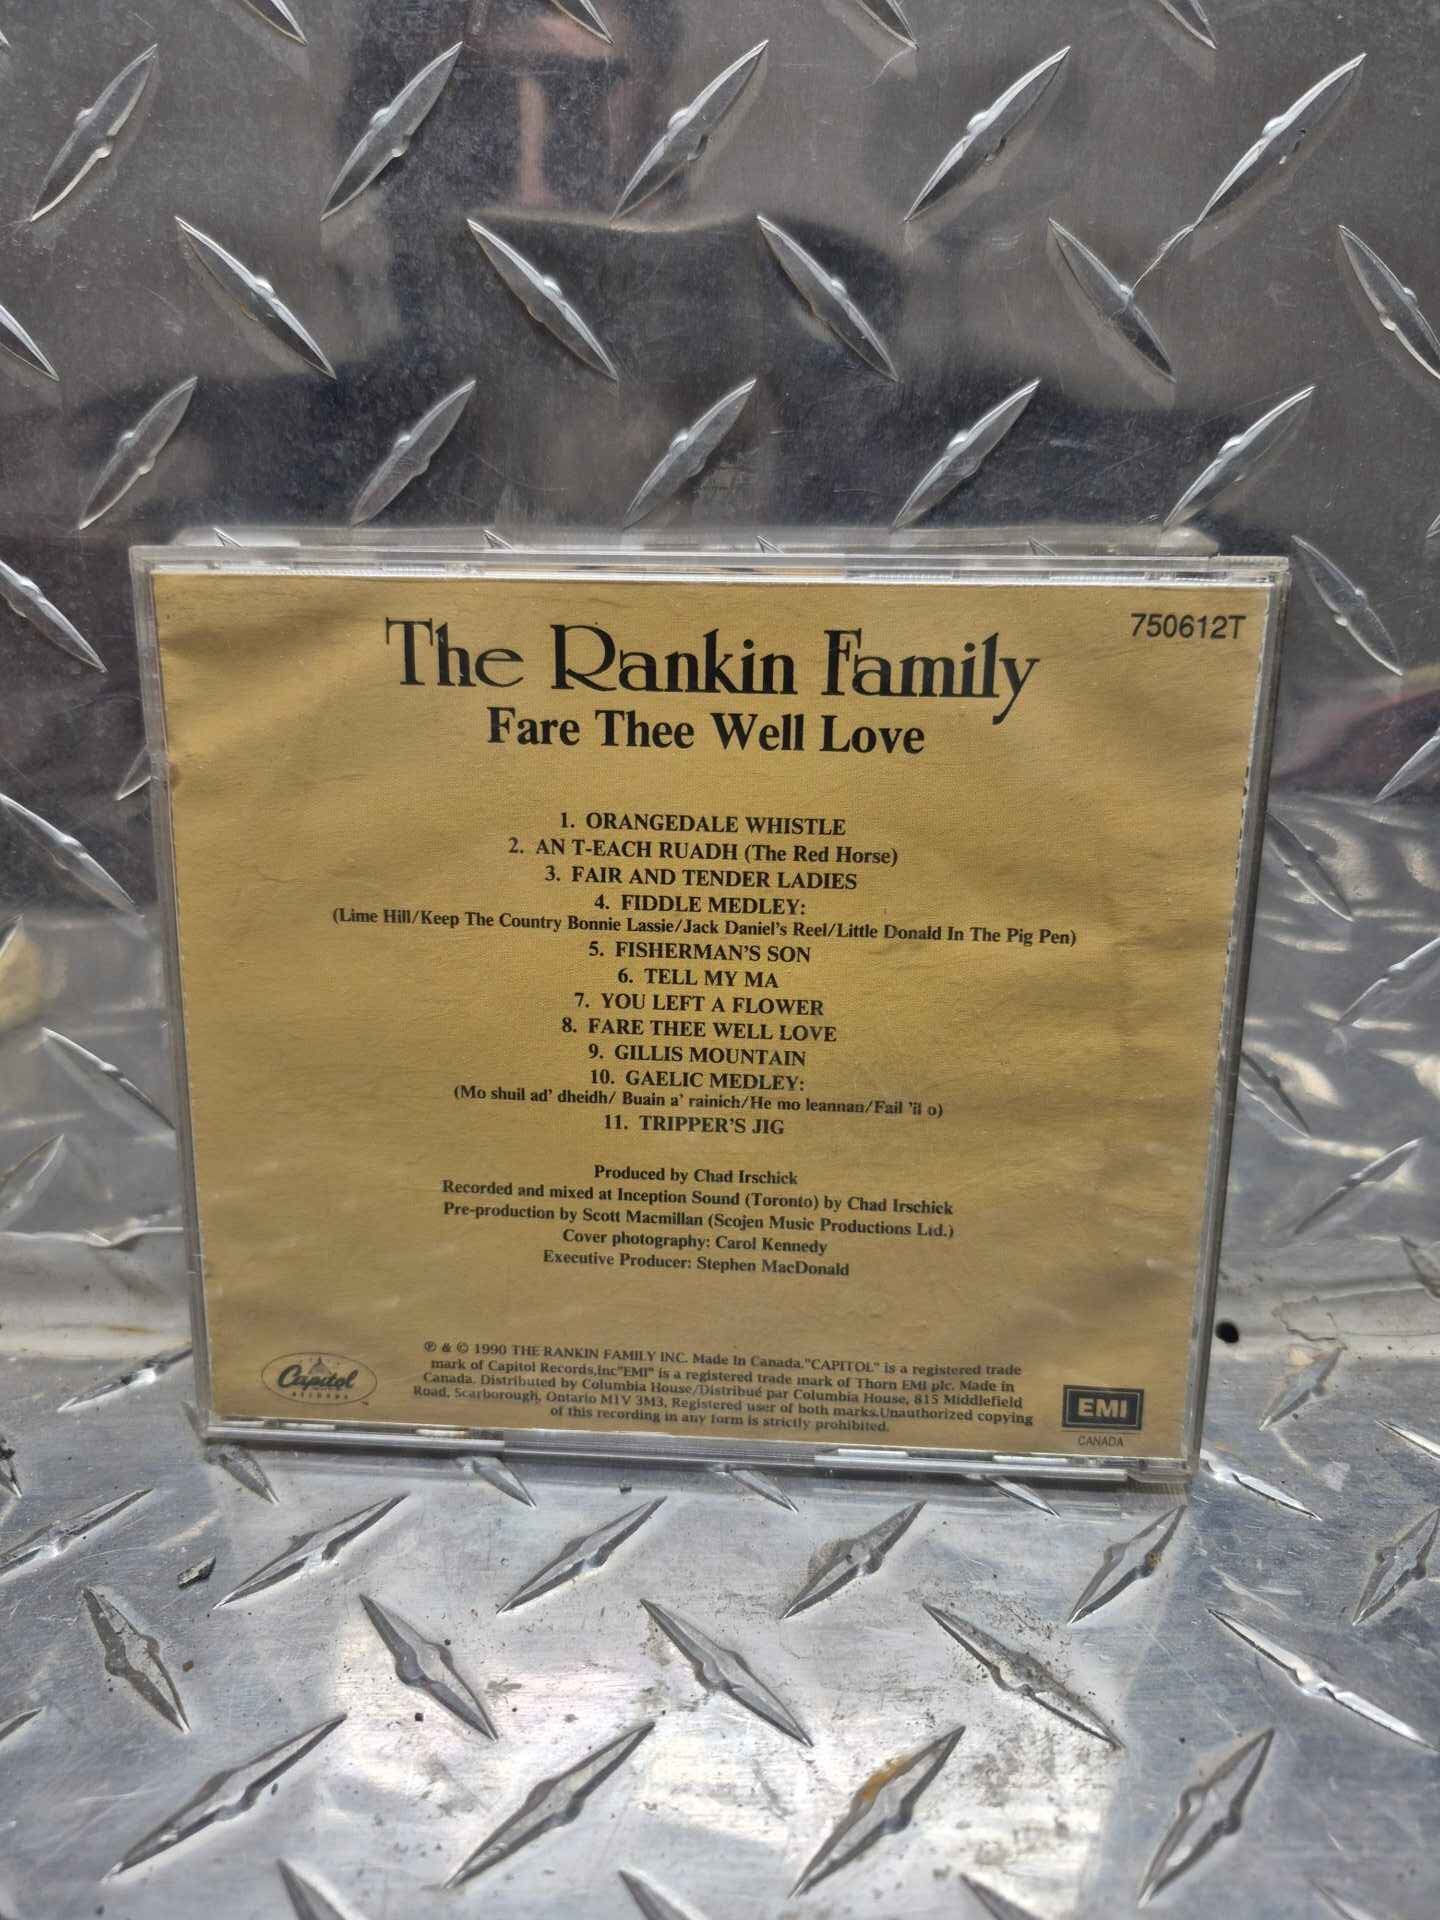 750612T
The Rankin Family
Fare Thee Well Love
1. ORANGEDALE WHISTLE
2. AN T-EACH RUADH (The Red Horse)
3. FAIR AND TENDER LADIES
4. FIDDLE MEDLEY:
(Lime Hill/Keep The Country Bonnie Lassie/Jack Daniel's Reel/Little Donald In The Pig Pen)
5. FISHERMAN'S SON
6. TELL MY MA
7. YOU LEFT A FLOWER
8. FARE THEE WELL LOVE
9. GILLIS MOUNTAIN
10. GAELIC MEDLEY:
(Mo shuil ad' dheidh/ Buain a' rainich/He mo leannan/Fail 'il o)
11. TRIPPER'S JIG
Produced by Chad Irschick
Recorded and mixed at Inception Sound (Toronto) by Chad Irschick
Pre-production by Scott Macmillan (Scojen Music Productions Ltd.)
Cover photography: Carol Kennedy
Executive Producer: Stephen MacDonald
℗ & © 1990 THE RANKIN FAMILY INC. Made In Canada."CAPITOL" is a registered trade
mark of Capitol Records,Inc"EMI" is a registered trade mark of Thorn EMI plc. Made in
Canada. Distributed by Columbia House/Distribué par Columbia House, 815 Middlefield
Road, Scarborough, Ontario M1V 3M3, Registered user of both marks.Unauthorized copying
of this recording in any form is strictly prohibited.
Capitol
RECORDS
TM
EMI
CANADA